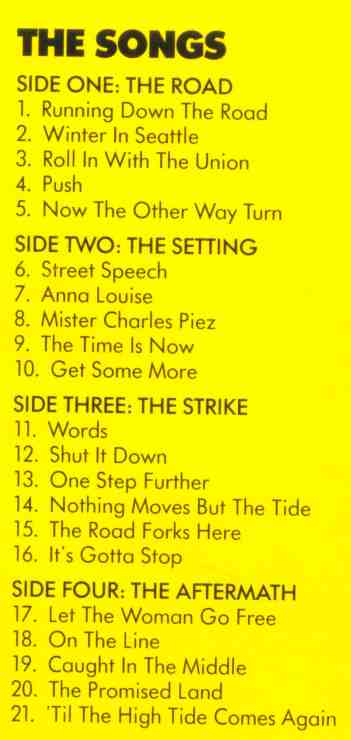 THE SONGS
SIDE ONE: THE ROAD
1. Running Down The Road
2. Winter In Seattle
3. Roll In With The Union
4. Push
5. Now The Other Way Turn
SIDE TWO: THE SETTING
6. Street Speech
7. Anna Louise
8. Mister Charles Piez
9. The Time Is Now
10. Get Some More
SIDE THREE: THE STRIKE
11. Words
12. Shut It Down
13. One Step Further
14. Nothing Moves But The Tide
15. The Road Forks Here
16. It's Gotta Stop
SIDE FOUR: THE AFTERMATH
17. Let The Woman Go Free
18. On The Line
19. Caught In The Middle
20. The Promised Land
21. 'Til The High Tide Comes Again